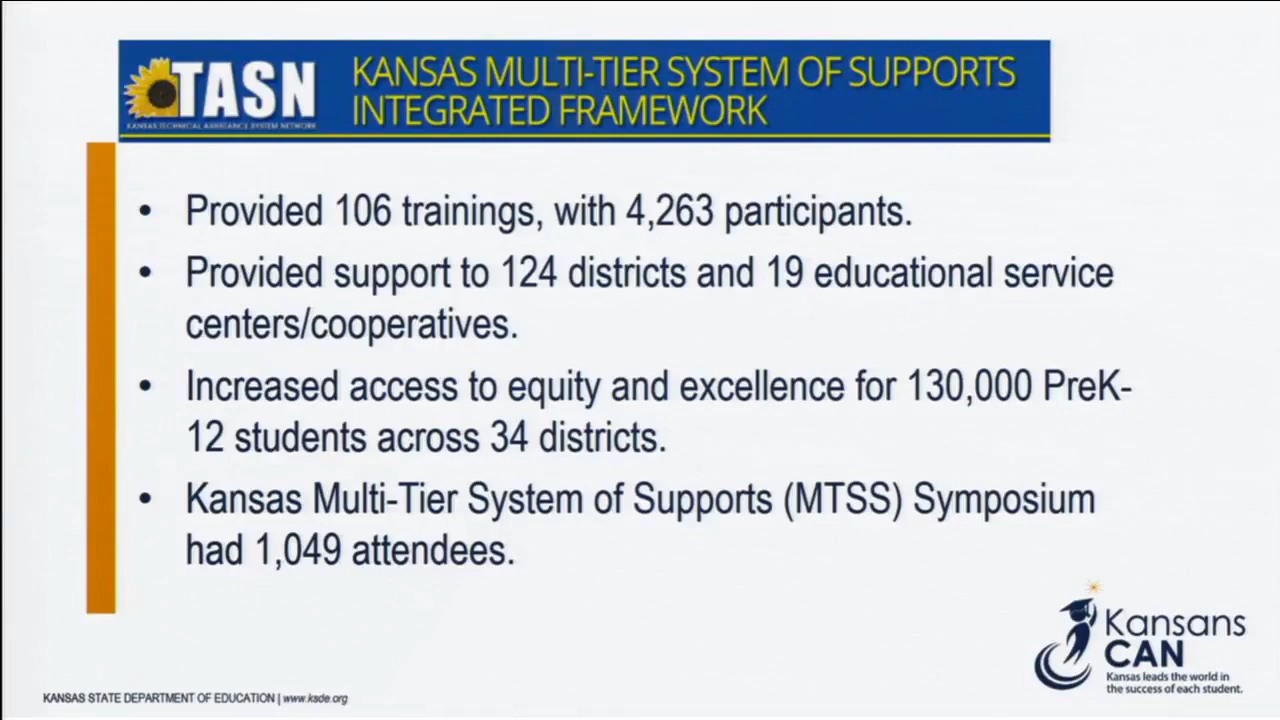 TASN
KANSAS TECHNICAL ASSISTANCE SYSTEM NETWORK
KANSAS MULTI-TIER SYSTEM OF SUPPORTS
INTEGRATED FRAMEWORK
• Provided 106 trainings, with 4,263 participants.
• Provided support to 124 districts and 19 educational service
centers/cooperatives.
• Increased access to equity and excellence for 130,000 PreK-
12 students across 34 districts.
• Kansas Multi-Tier System of Supports (MTSS) Symposium
had 1,049 attendees.
Kansans
CAN
Kansas leads the world in
the success of each student.
KANSAS STATE DEPARTMENT OF EDUCATION | www.ksde.org